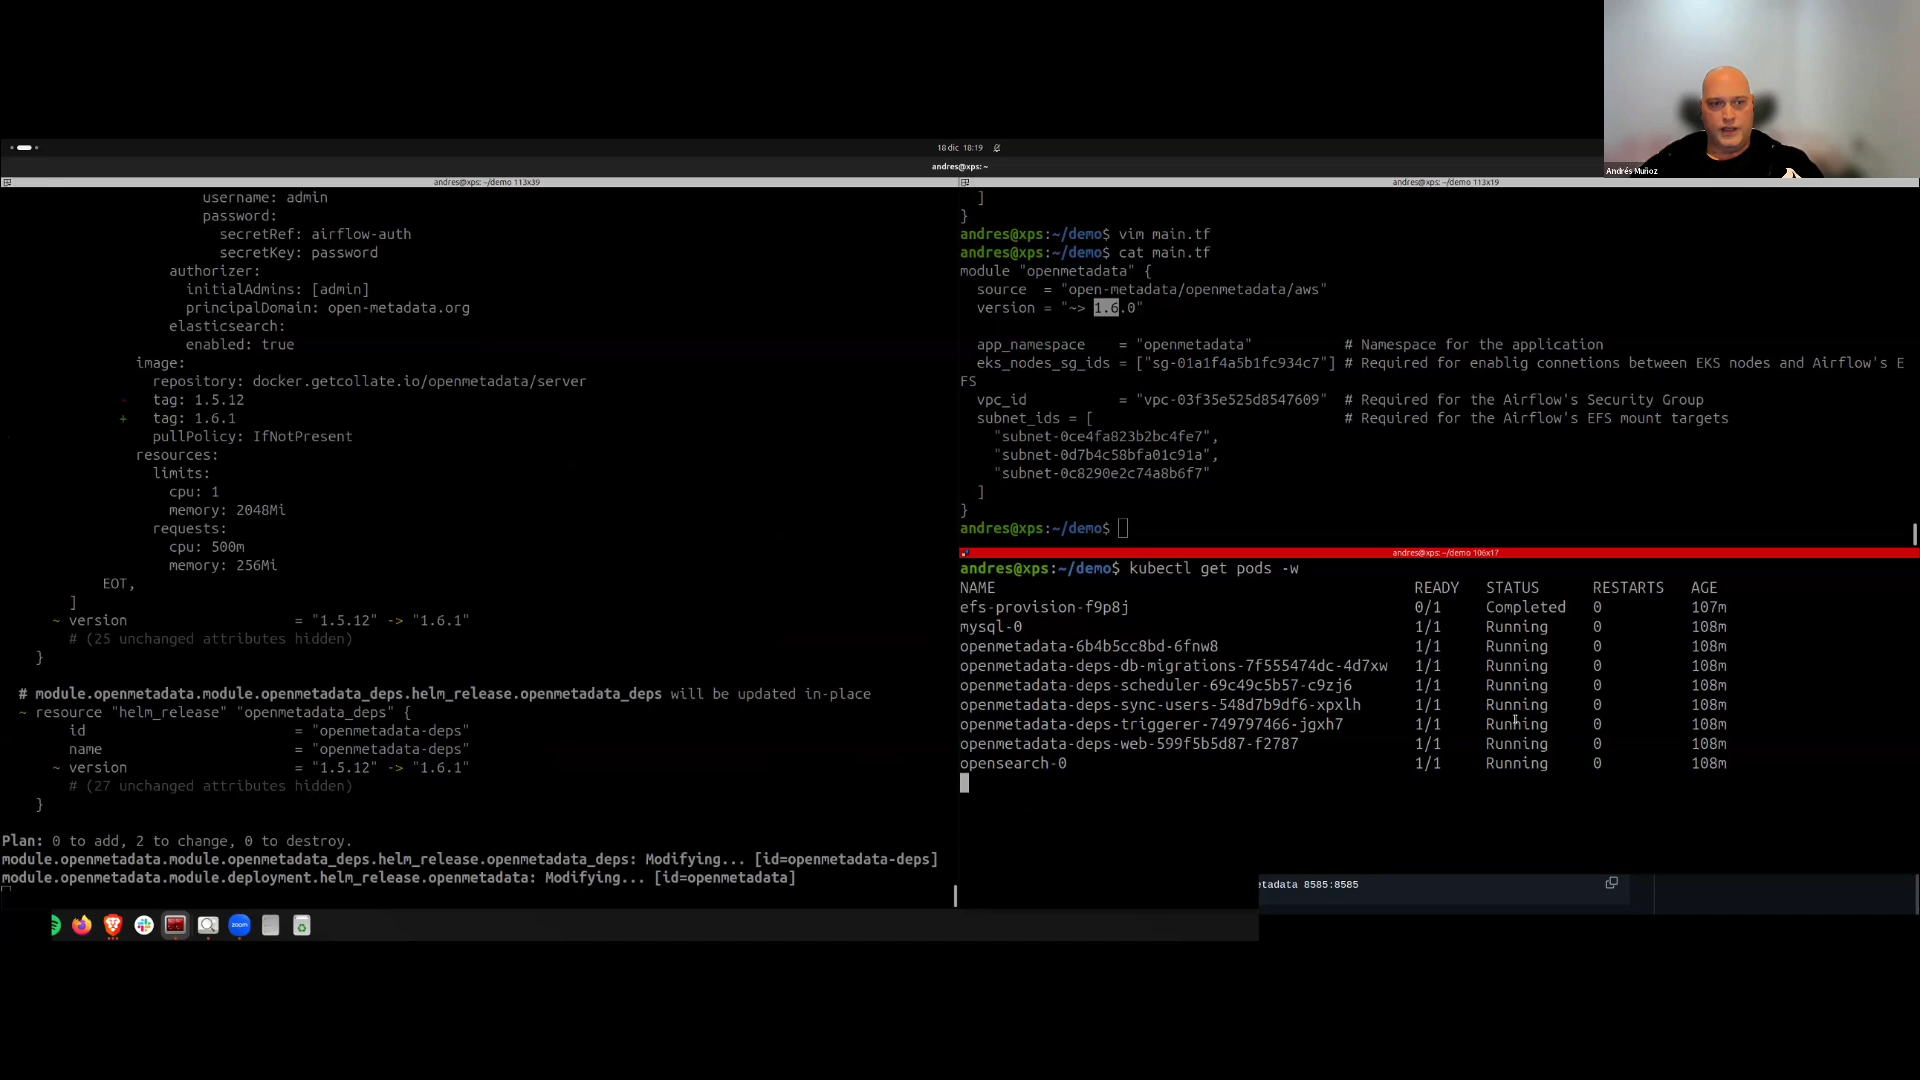 Andrés Muñoz
18 dic 18:19
andres@xps: ~
andres@xps: ~/demo 113x39
username: admin
password:
secretRef: airflow-auth
secretKey: password
authorizer:
initialAdmins: [admin]
principalDomain: open-metadata.org
elasticsearch:
enabled: true
image:
repository: docker.getcollate.io/openmetadata/server
- tag: 1.5.12
+ tag: 1.6.1
pullPolicy: IfNotPresent
resources:
limits:
cpu: 1
memory: 2048Mi
requests:
cpu: 500m
memory: 256Mi
EOT,
]
~ version = "1.5.12" -> "1.6.1"
# (25 unchanged attributes hidden)
}
# module.openmetadata.module.openmetadata_deps.helm_release.openmetadata_deps will be updated in-place
~ resource "helm_release" "openmetadata_deps" {
id = "openmetadata-deps"
name = "openmetadata-deps"
~ version = "1.5.12" -> "1.6.1"
# (27 unchanged attributes hidden)
}
Plan: 0 to add, 2 to change, 0 to destroy.
module.openmetadata.module.openmetadata_deps.helm_release.openmetadata_deps: Modifying... [id=openmetadata-deps]
module.openmetadata.module.deployment.helm_release.openmetadata: Modifying... [id=openmetadata]
andres@xps: ~/demo 113x19
]
}
andres@xps:~/demo$ vim main.tf
andres@xps:~/demo$ cat main.tf
module "openmetadata" {
source = "open-metadata/openmetadata/aws"
version = "~> 1.6.0"
app_namespace = "openmetadata" # Namespace for the application
eks_nodes_sg_ids = ["sg-01a1f4a5b1fc934c7"] # Required for enablig connetions between EKS nodes and Airflow's E
FS
vpc_id = "vpc-03f35e525d8547609" # Required for the Airflow's Security Group
subnet_ids = [ # Required for the Airflow's EFS mount targets
"subnet-0ce4fa823b2bc4fe7",
"subnet-0d7b4c58bfa01c91a",
"subnet-0c8290e2c74a8b6f7"
]
}
andres@xps:~/demo$
andres@xps: ~/demo 106x17
andres@xps:~/demo$ kubectl get pods -w
NAME READY STATUS RESTARTS AGE
efs-provision-f9p8j 0/1 Completed 0 107m
mysql-0 1/1 Running 0 108m
openmetadata-6b4b5cc8bd-6fnw8 1/1 Running 0 108m
openmetadata-deps-db-migrations-7f555474dc-4d7xw 1/1 Running 0 108m
openmetadata-deps-scheduler-69c49c5b57-c9zj6 1/1 Running 0 108m
openmetadata-deps-sync-users-548d7b9df6-xpxlh 1/1 Running 0 108m
openmetadata-deps-triggerer-749797466-jgxh7 1/1 Running 0 108m
openmetadata-deps-web-599f5b5d87-f2787 1/1 Running 0 108m
opensearch-0 1/1 Running 0 108m
etadata 8585:8585
zoom